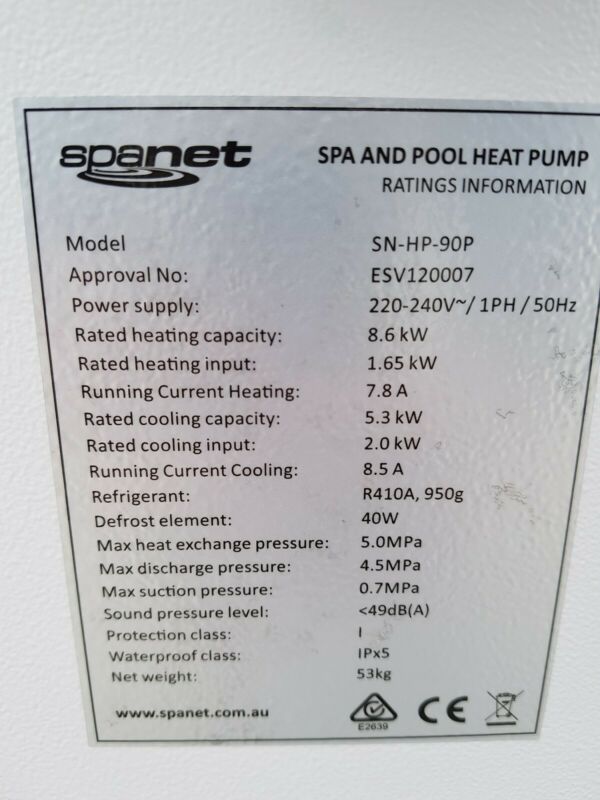 spanet
SPA AND POOL HEAT PUMP
RATINGS INFORMATION
Model SN-HP-90P
Approval No: ESV120007
Power supply: 220-240V~/ 1PH / 50Hz
Rated heating capacity: 8.6 kW
Rated heating input: 1.65 kW
Running Current Heating: 7.8 A
Rated cooling capacity: 5.3 kW
Rated cooling input: 2.0 kW
Running Current Cooling: 8.5 A
Refrigerant: R410A, 950g
Defrost element: 40W
Max heat exchange pressure: 5.0MPa
Max discharge pressure: 4.5MPa
Max suction pressure: 0.7MPa
Sound pressure level: <49dB(A)
Protection class: I
Waterproof class: IPx5
Net weight: 53kg
www.spanet.com.au CE
E2639